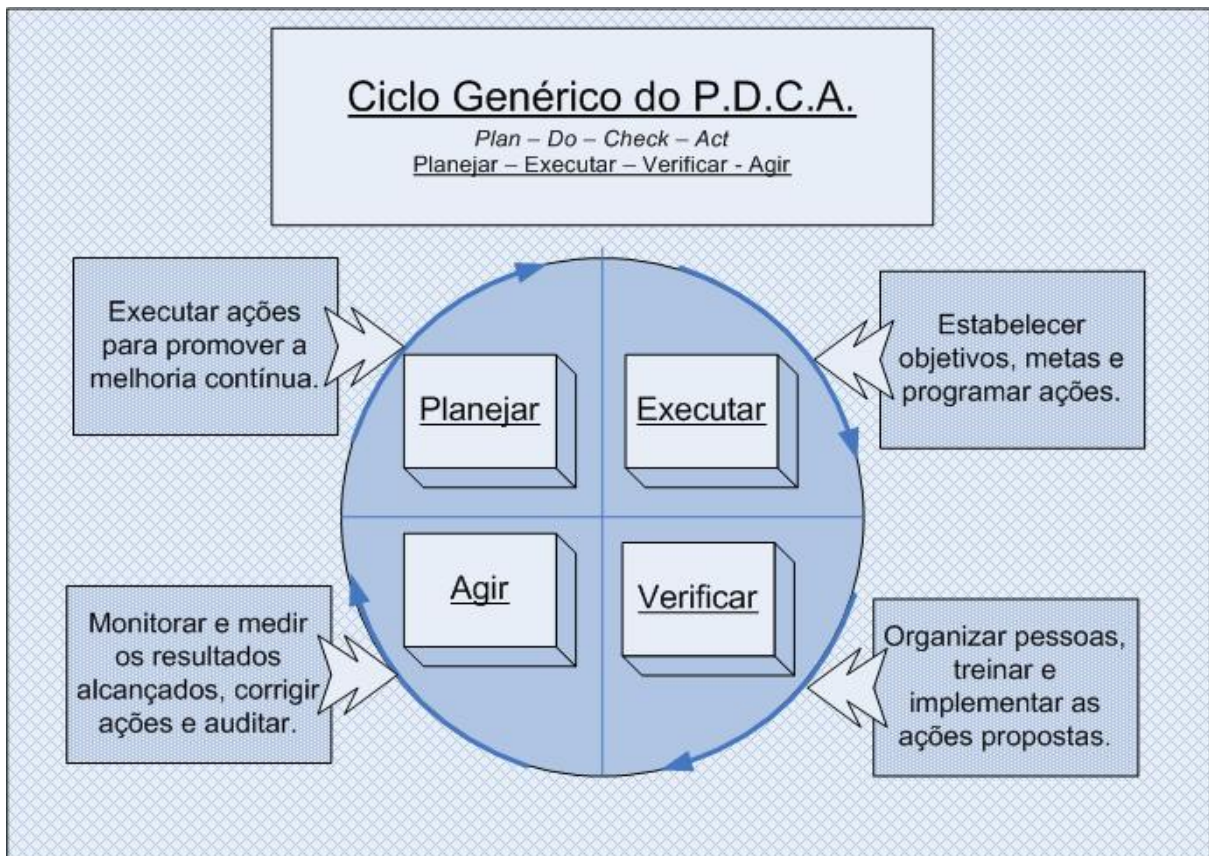 Ciclo Genérico do P.D.C.A.
Plan – Do – Check – Act
Planejar – Executar – Verificar - Agir
Executar ações
para promover a
melhoria contínua.
Estabelecer
objetivos, metas e
programar ações.
Planejar
Executar
Agir
Verificar
Monitorar e medir
os resultados
alcançados, corrigir
ações e auditar.
Organizar pessoas,
treinar e
implementar as
ações propostas.